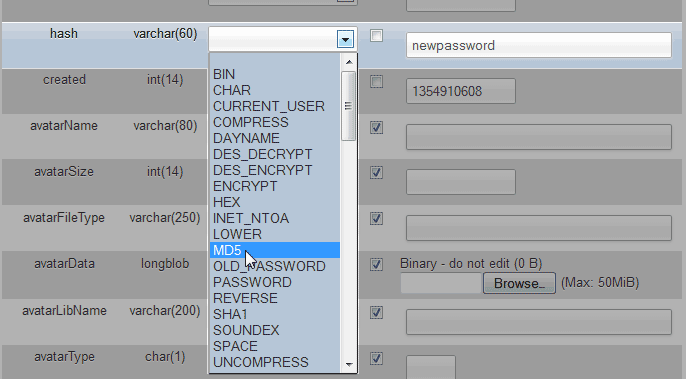 hash varchar(60) newpassword
created int(14) 1354910608
avatarName varchar(80)
avatarSize int(14)
avatarFileType varchar(250)
avatarData longblob Binary - do not edit (0 B)
Browse… (Max: 50MiB)
avatarLibName varchar(200)
avatarType char(1)
BIN
CHAR
CURRENT_USER
COMPRESS
DAYNAME
DES_DECRYPT
DES_ENCRYPT
ENCRYPT
HEX
INET_NTOA
LOWER
MD5
OLD_PASSWORD
PASSWORD
REVERSE
SHA1
SOUNDEX
SPACE
UNCOMPRESS